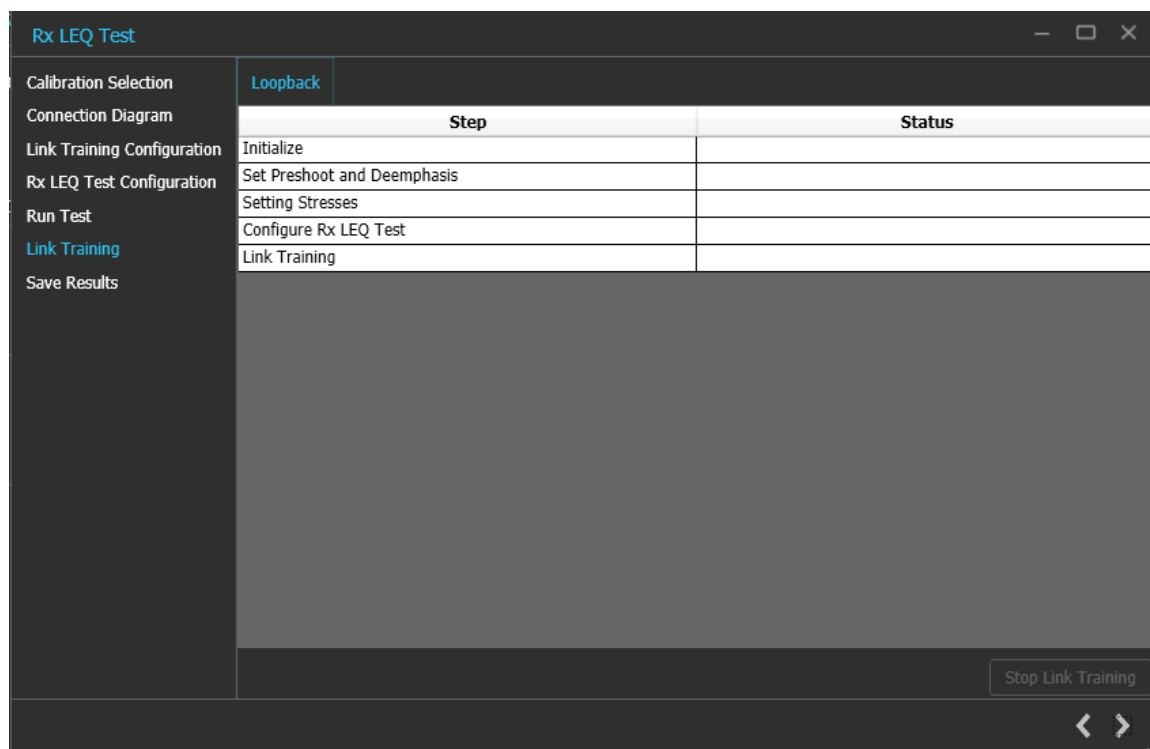 Rx LEQ Test
Calibration Selection
Connection Diagram
Link Training Configuration
Rx LEQ Test Configuration
Run Test
Link Training
Save Results
Loopback
Step Status
Initialize
Set Preshoot and Deemphasis
Setting Stresses
Configure Rx LEQ Test
Link Training
Stop Link Training